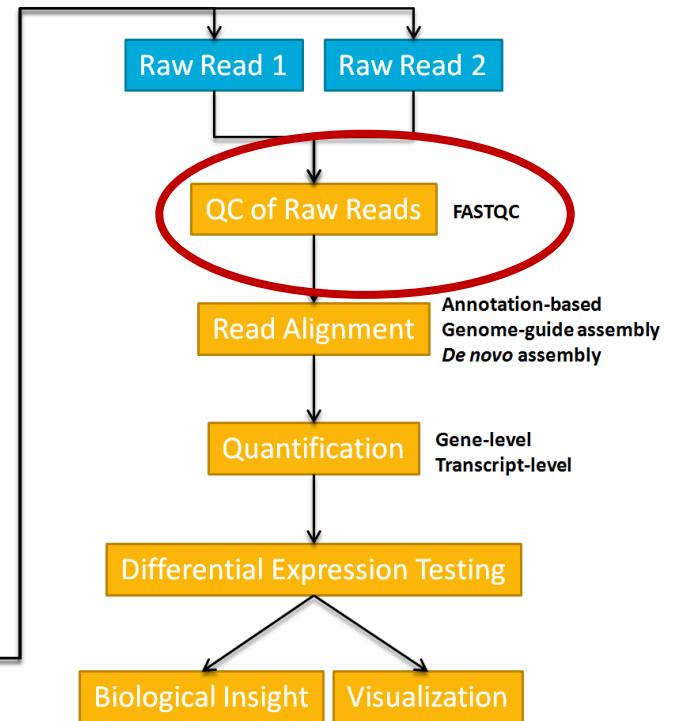 Raw Read 1
Raw Read 2
QC of Raw Reads
FASTQC
Read Alignment
Annotation-based
Genome-guide assembly
De novo assembly
Quantification
Gene-level
Transcript-level
Differential Expression Testing
Biological Insight
Visualization